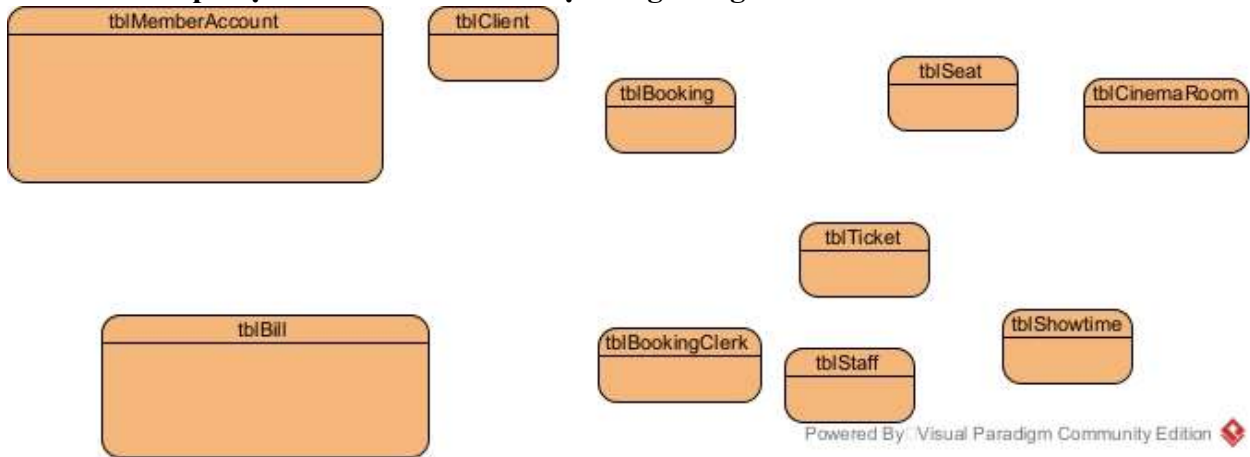 tblMemberAccount
tblClient
tblBooking
tblSeat
tblCinemaRoom
tblTicket
tblBill
tblBookingClerk
tblStaff
tblShowtime
Powered By Visual Paradigm Community Edition